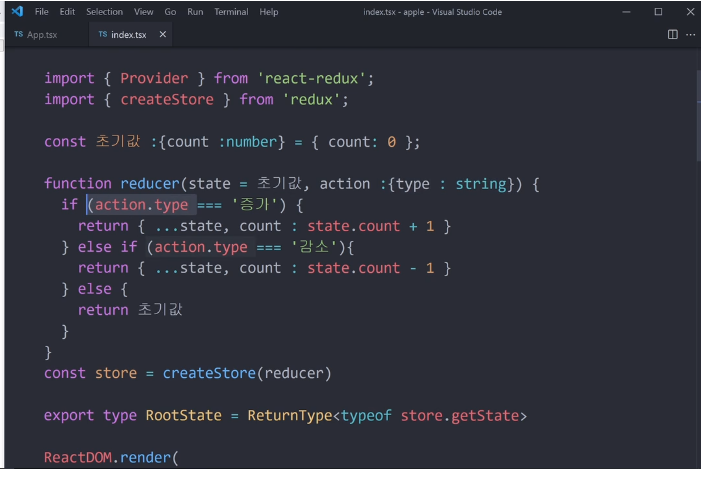 File Edit Selection View Go Run Terminal Help index.tsx - apple - Visual Studio Code
TS App.tsx TS index.tsx
import { Provider } from 'react-redux';
import { createStore } from 'redux';
const 초기값 :{count :number} = { count: 0 };
function reducer(state = 초기값, action :{type : string}) {
if (action.type === '증가') {
return { ...state, count : state.count + 1 }
} else if (action.type === '감소'){
return { ...state, count : state.count - 1 }
} else {
return 초기값
}
}
const store = createStore(reducer)
export type RootState = ReturnType<typeof store.getState>
ReactDOM.render(